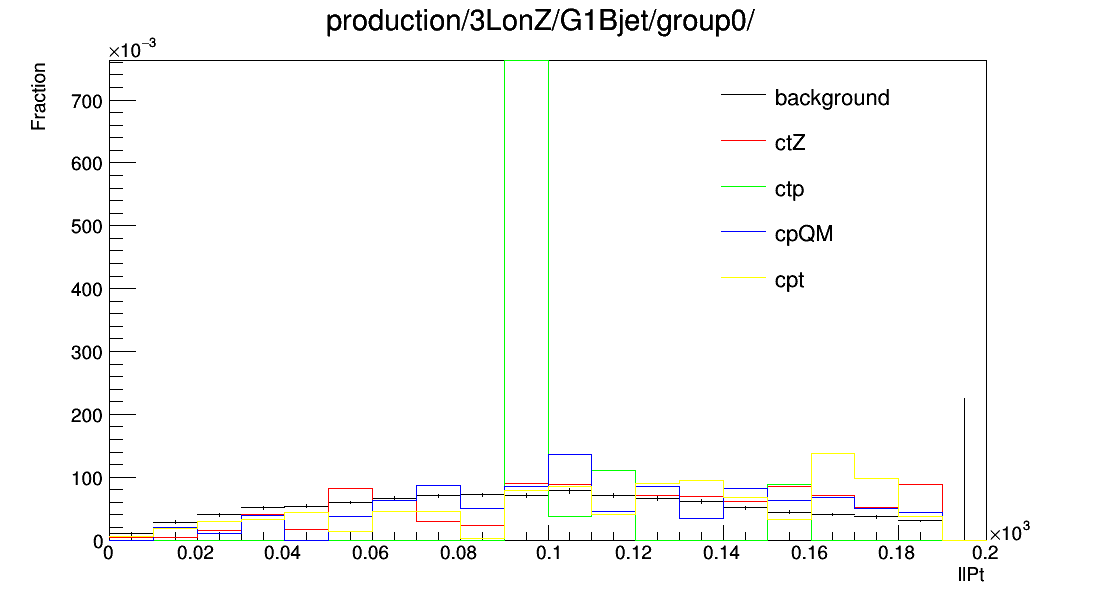 production/3LonZ/G1Bjet/group0/
×10⁻³
Fraction
700
600
500
400
300
200
100
0
background
ctZ
ctp
cpQM
cpt
0 0.02 0.04 0.06 0.08 0.1 0.12 0.14 0.16 0.18 0.2
×10³
llPt